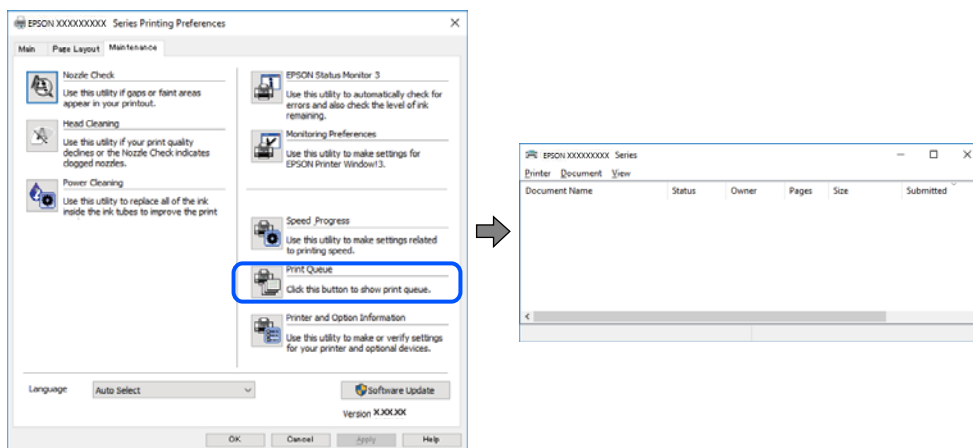 EPSON XXXXXXXXX Series Printing Preferences
Main
Page Layout
Maintenance
Nozzle Check
Use this utility if gaps or faint areas
appear in your printout.
Head Cleaning
Use this utility if your print quality
declines or the Nozzle Check indicates
clogged nozzles.
Power Cleaning
Use this utility to replace all of the ink
inside the ink tubes to improve the print
EPSON Status Monitor 3
Use this utility to automatically check for
errors and also check the level of ink
remaining.
Monitoring Preferences
Use this utility to make settings for
EPSON Printer Window!3.
Speed Progress
Use this utility to make settings related
to printing speed.
Print Queue
Click this button to show print queue.
Printer and Option Information
Use this utility to make or verify settings
for your printer and optional devices.
Language
Auto Select
Software Update
Version X.XX.XX
OK
Cancel
Apply
Help
EPSON XXXXXXXXX Series
Printer Document View
Document Name Status Owner Pages Size Submitted